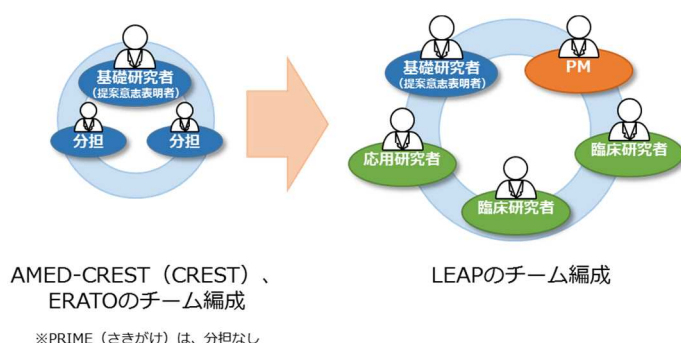 基礎研究者
(提案意志表明者)
分担
分担
AMED-CREST（CREST）、
ERATOのチーム編成
※PRIME（さきがけ）は、分担なし
基礎研究者
(提案意志表明者)
PM
応用研究者
臨床研究者
臨床研究者
LEAPのチーム編成